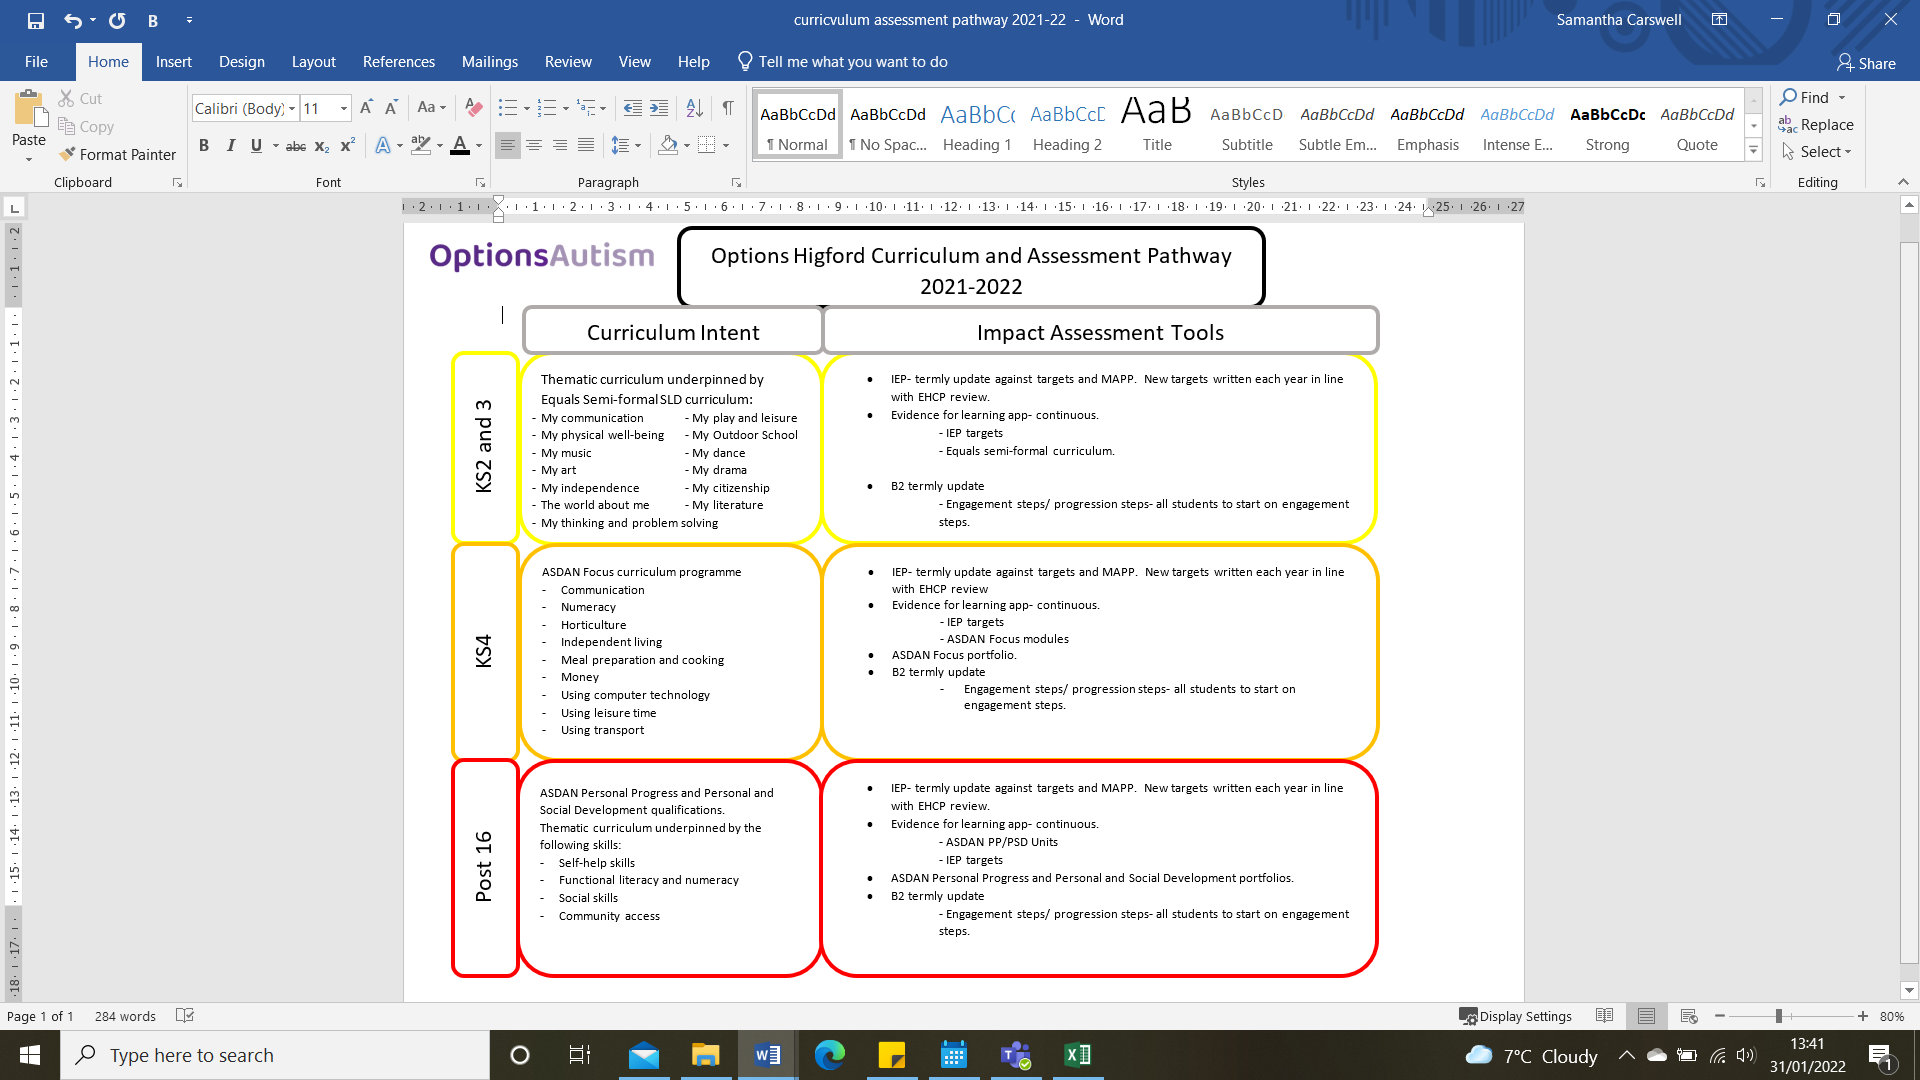 curricvulum assessment pathway 2021-22 - Word
Samantha Carswell
File Home Insert Design Layout References Mailings Review View Help Tell me what you want to do
Share
Paste
Cut
Copy
Format Painter
Clipboard
Calibri (Body) 11
Font
Paragraph
AaBbCcDd AaBbCcDd AaBbC AaBbCcD AaB AaBbCcD AaBbCcDd AaBbCcDd AaBbCcDd AaBbCcDc AaBbCcDd
¶ Normal ¶ No Spac... Heading 1 Heading 2 Title Subtitle Subtle Em... Emphasis Intense E... Strong Quote
Styles
Find
Replace
Select
Editing
OptionsAutism
Options Higford Curriculum and Assessment Pathway
2021-2022
Curriculum Intent
Impact Assessment Tools
KS2 and 3
Thematic curriculum underpinned by
Equals Semi-formal SLD curriculum:
- My communication - My play and leisure
- My physical well-being - My Outdoor School
- My music - My dance
- My art - My drama
- My independence - My citizenship
- The world about me - My literature
- My thinking and problem solving
• IEP- termly update against targets and MAPP. New targets written each year in line
with EHCP review.
• Evidence for learning app- continuous.
- IEP targets
- Equals semi-formal curriculum.
• B2 termly update
- Engagement steps/ progression steps- all students to start on engagement
steps.
KS4
ASDAN Focus curriculum programme
- Communication
- Numeracy
- Horticulture
- Independent living
- Meal preparation and cooking
- Money
- Using computer technology
- Using leisure time
- Using transport
• IEP- termly update against targets and MAPP. New targets written each year in line
with EHCP review
• Evidence for learning app- continuous.
- IEP targets
- ASDAN Focus modules
• ASDAN Focus portfolio.
• B2 termly update
- Engagement steps/ progression steps- all students to start on
engagement steps.
Post 16
ASDAN Personal Progress and Personal and
Social Development qualifications.
Thematic curriculum underpinned by the
following skills:
- Self-help skills
- Functional literacy and numeracy
- Social skills
- Community access
• IEP- termly update against targets and MAPP. New targets written each year in line
with EHCP review.
• Evidence for learning app- continuous.
- ASDAN PP/PSD Units
- IEP targets
• ASDAN Personal Progress and Personal and Social Development portfolios.
• B2 termly update
- Engagement steps/ progression steps- all students to start on engagement
steps.
Page 1 of 1 284 words
Display Settings
80%
Type here to search
7°C Cloudy
13:41
31/01/2022
1